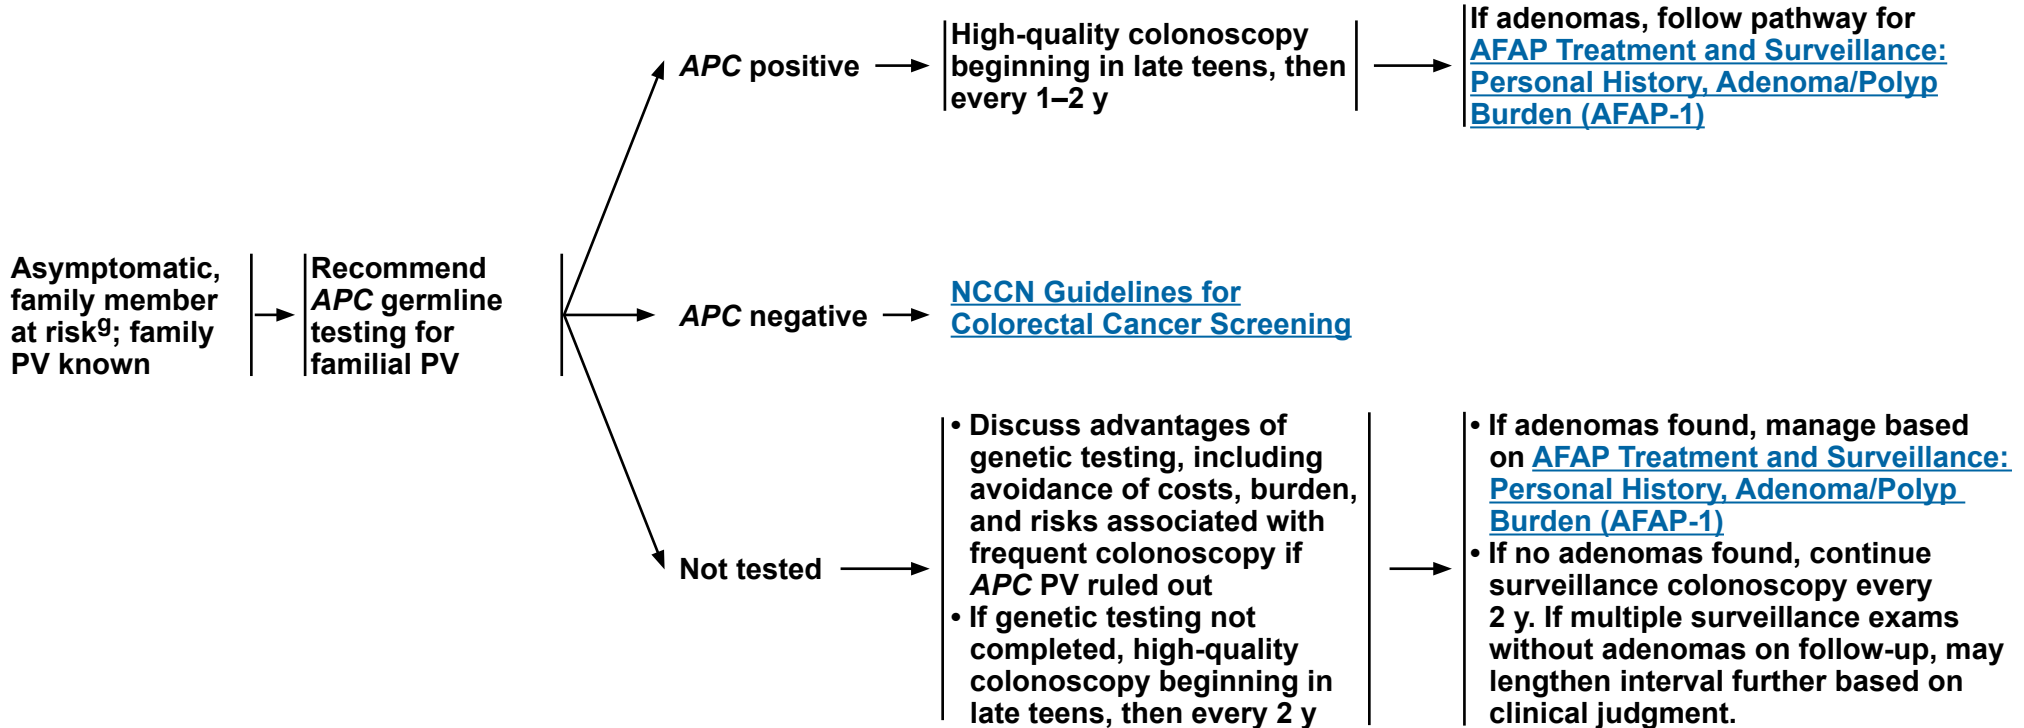 Asymptomatic,
family member
at riskg; family
PV known
Recommend
APC germline
testing for
familial PV
APC positive
High-quality colonoscopy
beginning in late teens, then
every 1–2 y
If adenomas, follow pathway for
AFAP Treatment and Surveillance:
Personal History, Adenoma/Polyp
Burden (AFAP-1)
APC negative
NCCN Guidelines for
Colorectal Cancer Screening
Not tested
• Discuss advantages of
genetic testing, including
avoidance of costs, burden,
and risks associated with
frequent colonoscopy if
APC PV ruled out
• If genetic testing not
completed, high-quality
colonoscopy beginning in
late teens, then every 2 y
• If adenomas found, manage based
on AFAP Treatment and Surveillance:
Personal History, Adenoma/Polyp
Burden (AFAP-1)
• If no adenomas found, continue
surveillance colonoscopy every
2 y. If multiple surveillance exams
without adenomas on follow-up, may
lengthen interval further based on
clinical judgment.